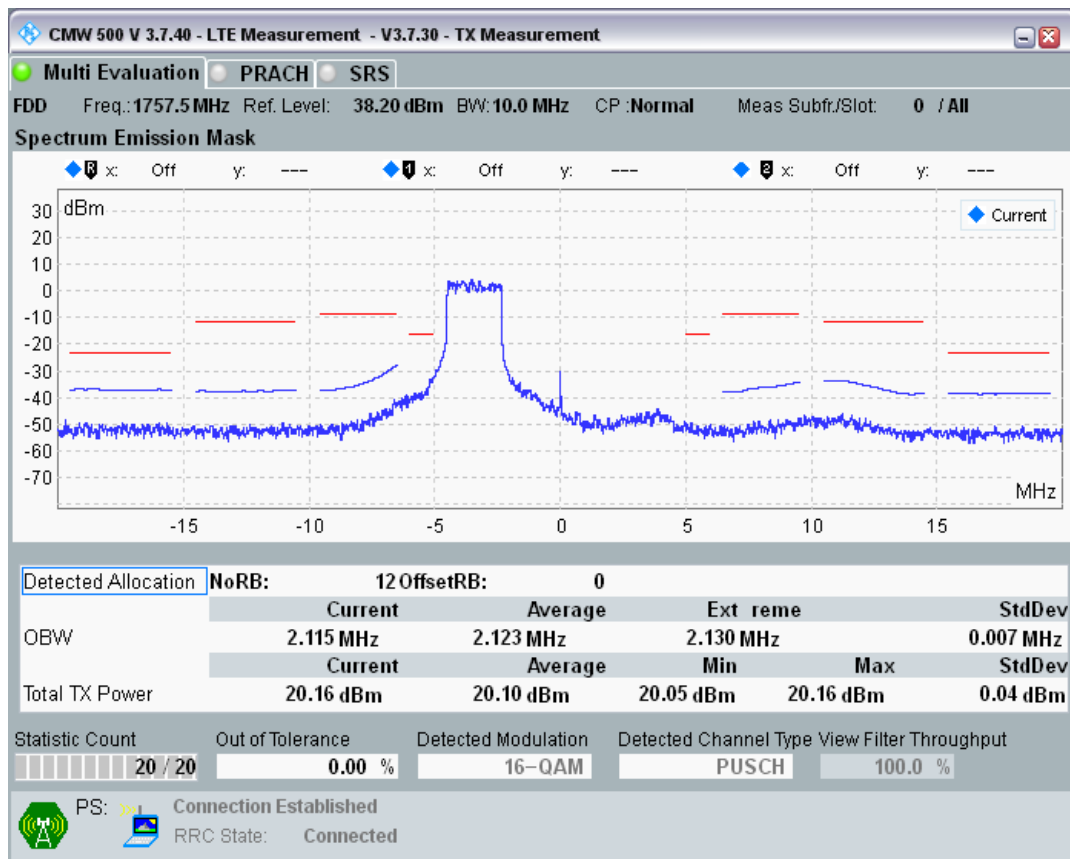 CMW 500 V 3.7.40 - LTE Measurement - V3.7.30 - TX Measurement
Multi Evaluation PRACH SRS
FDD Freq.: 1757.5 MHz Ref. Level: 38.20 dBm BW: 10.0 MHz CP : Normal Meas Subfr./Slot: 0 / All
Spectrum Emission Mask
R x: Off y: --- 1 x: Off y: --- 2 x: Off y: ---
dBm
Current
30
20
10
0
-10
-20
-30
-40
-50
-60
-70
MHz
-15 -10 -5 0 5 10 15
Detected Allocation NoRB: 12 OffsetRB: 0
Current Average Ext reme StdDev
OBW 2.115 MHz 2.123 MHz 2.130 MHz 0.007 MHz
Current Average Min Max StdDev
Total TX Power 20.16 dBm 20.10 dBm 20.05 dBm 20.16 dBm 0.04 dBm
Statistic Count Out of Tolerance Detected Modulation Detected Channel Type View Filter Throughput
20 / 20 0.00 % 16-QAM PUSCH 100.0 %
PS: Connection Established
RRC State: Connected